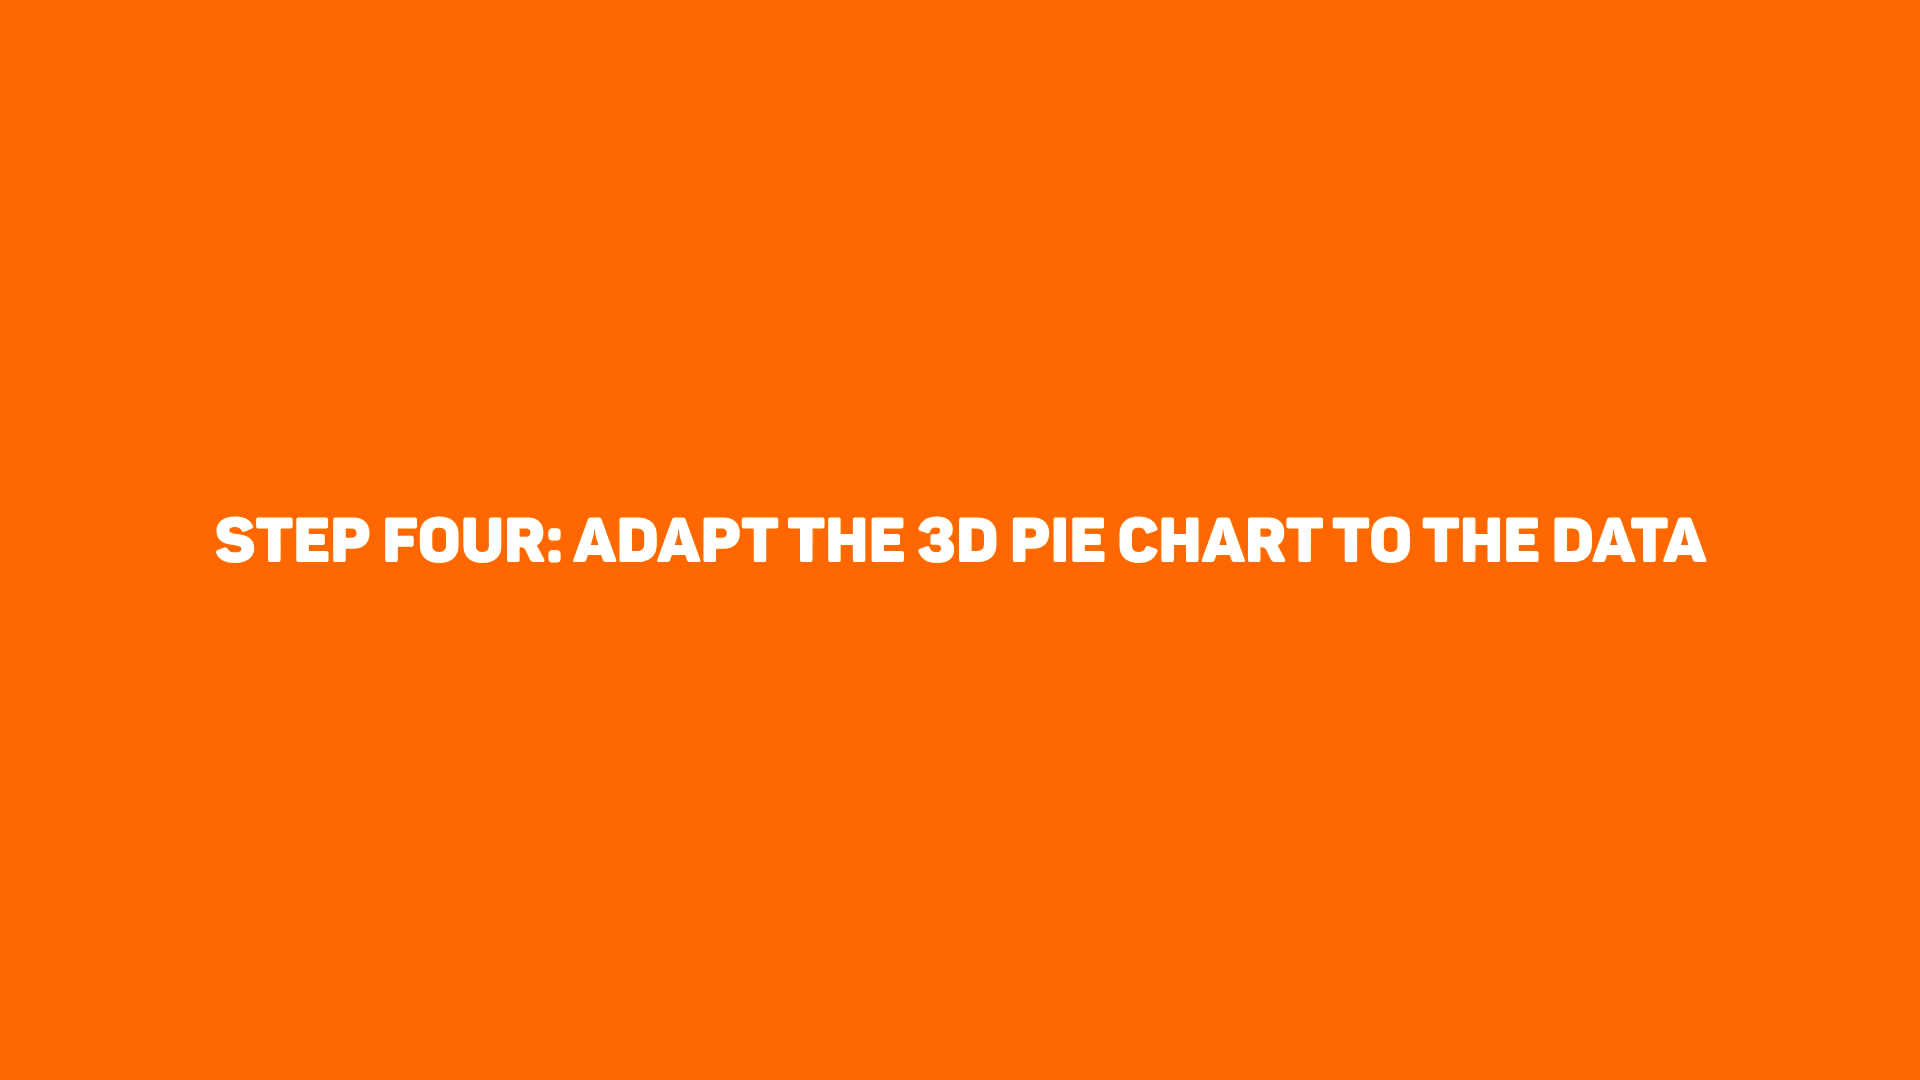 STEP FOUR: ADAPT THE 3D PIE CHART TO THE DATA